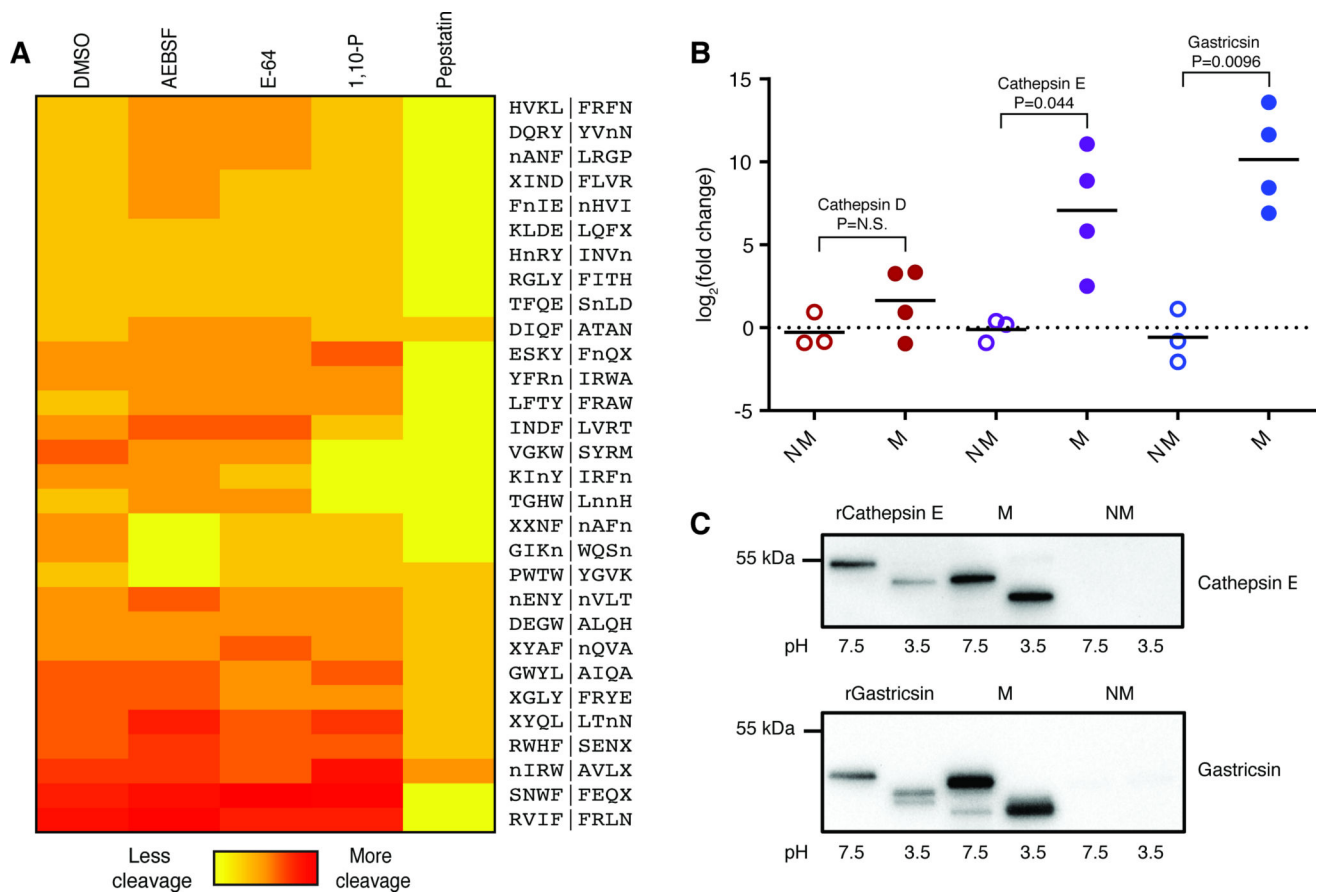 A
DMSO
AEBSF
E-64
1,10-P
Pepstatin
HVKL|FRFN
DQRY|YVnN
nANF|LRGP
XIND|FLVR
FnIE|nHVI
KLDE|LQFX
HnRY|INVn
RGLY|FITH
TFQE|SnLD
DIQF|ATAN
ESKY|FnQX
YFRn|IRWA
LFTY|FRAW
INDF|LVRT
VGKW|SYRM
KInY|IRFn
TGHW|LnnH
XXNF|nAFn
GIKn|WQSn
PWTW|YGVK
nENY|nVLT
DEGW|ALQH
XYAF|nQVA
GWYL|AIQA
XGLY|FRYE
XYQL|LTnN
RWHF|SENX
nIRW|AVLX
SNWF|FEQX
RVIF|FRLN
Less cleavage
More cleavage
B
log2(fold change)
15
10
5
0
-5
Cathepsin D
P=N.S.
Cathepsin E
P=0.044
Gastricsin
P=0.0096
NM M NM M NM M
C
rCathepsin E M NM
55 kDa
Cathepsin E
pH 7.5 3.5 7.5 3.5 7.5 3.5
rGastricsin M NM
55 kDa
Gastricsin
pH 7.5 3.5 7.5 3.5 7.5 3.5